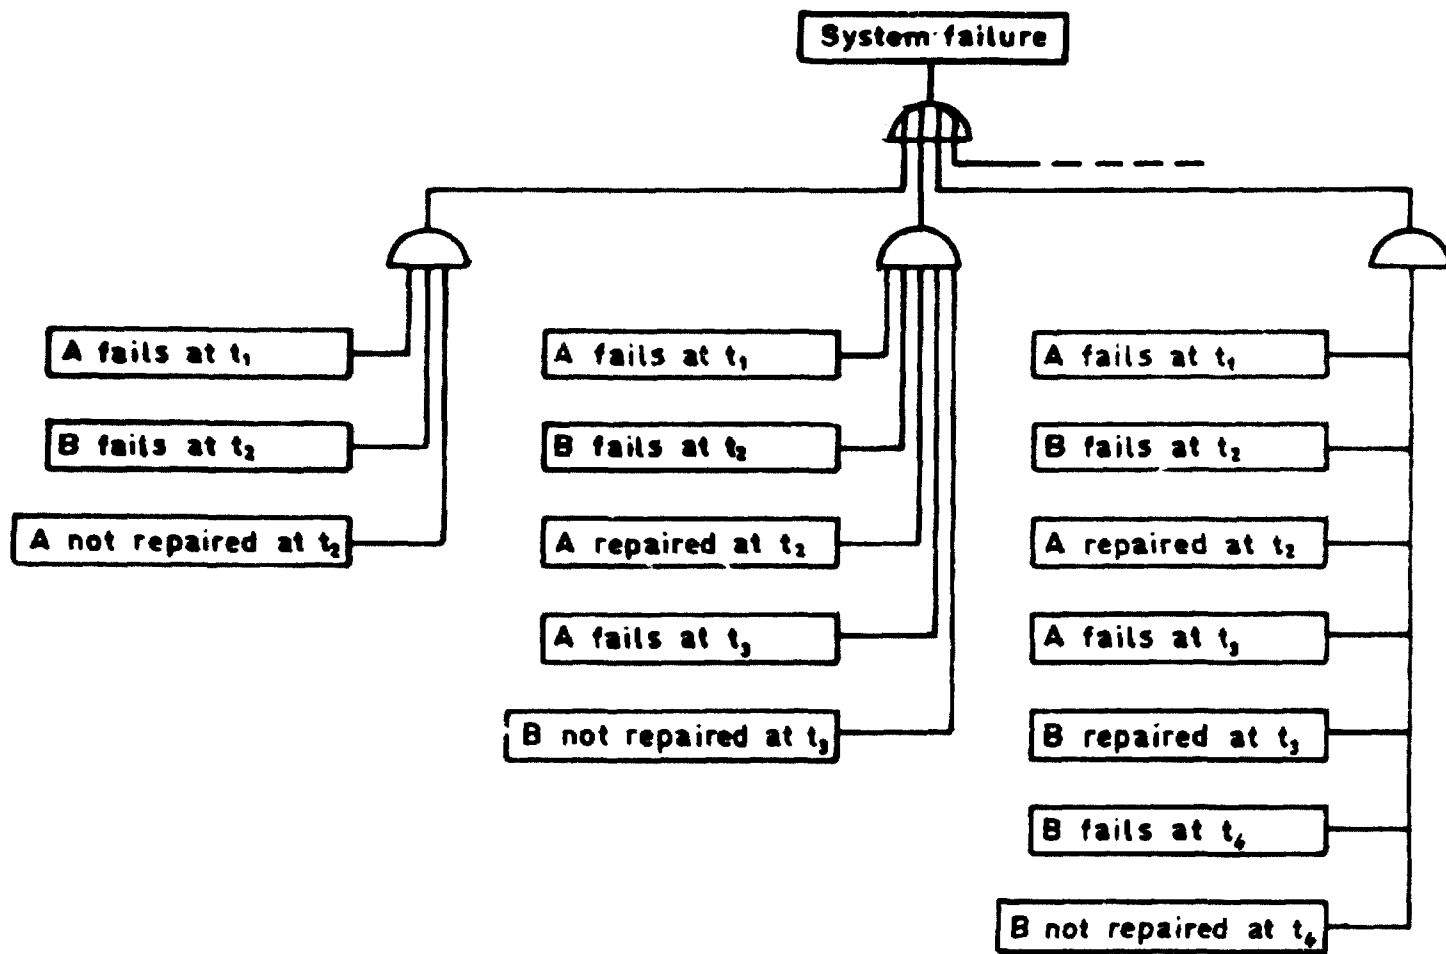 System failure
A fails at t₁
B fails at t₂
A not repaired at t₂
A fails at t₁
B fails at t₂
A repaired at t₂
A fails at t₃
B not repaired at t₃
A fails at t₁
B fails at t₂
A repaired at t₂
A fails at t₃
B repaired at t₃
B fails at t₄
B not repaired at t₄